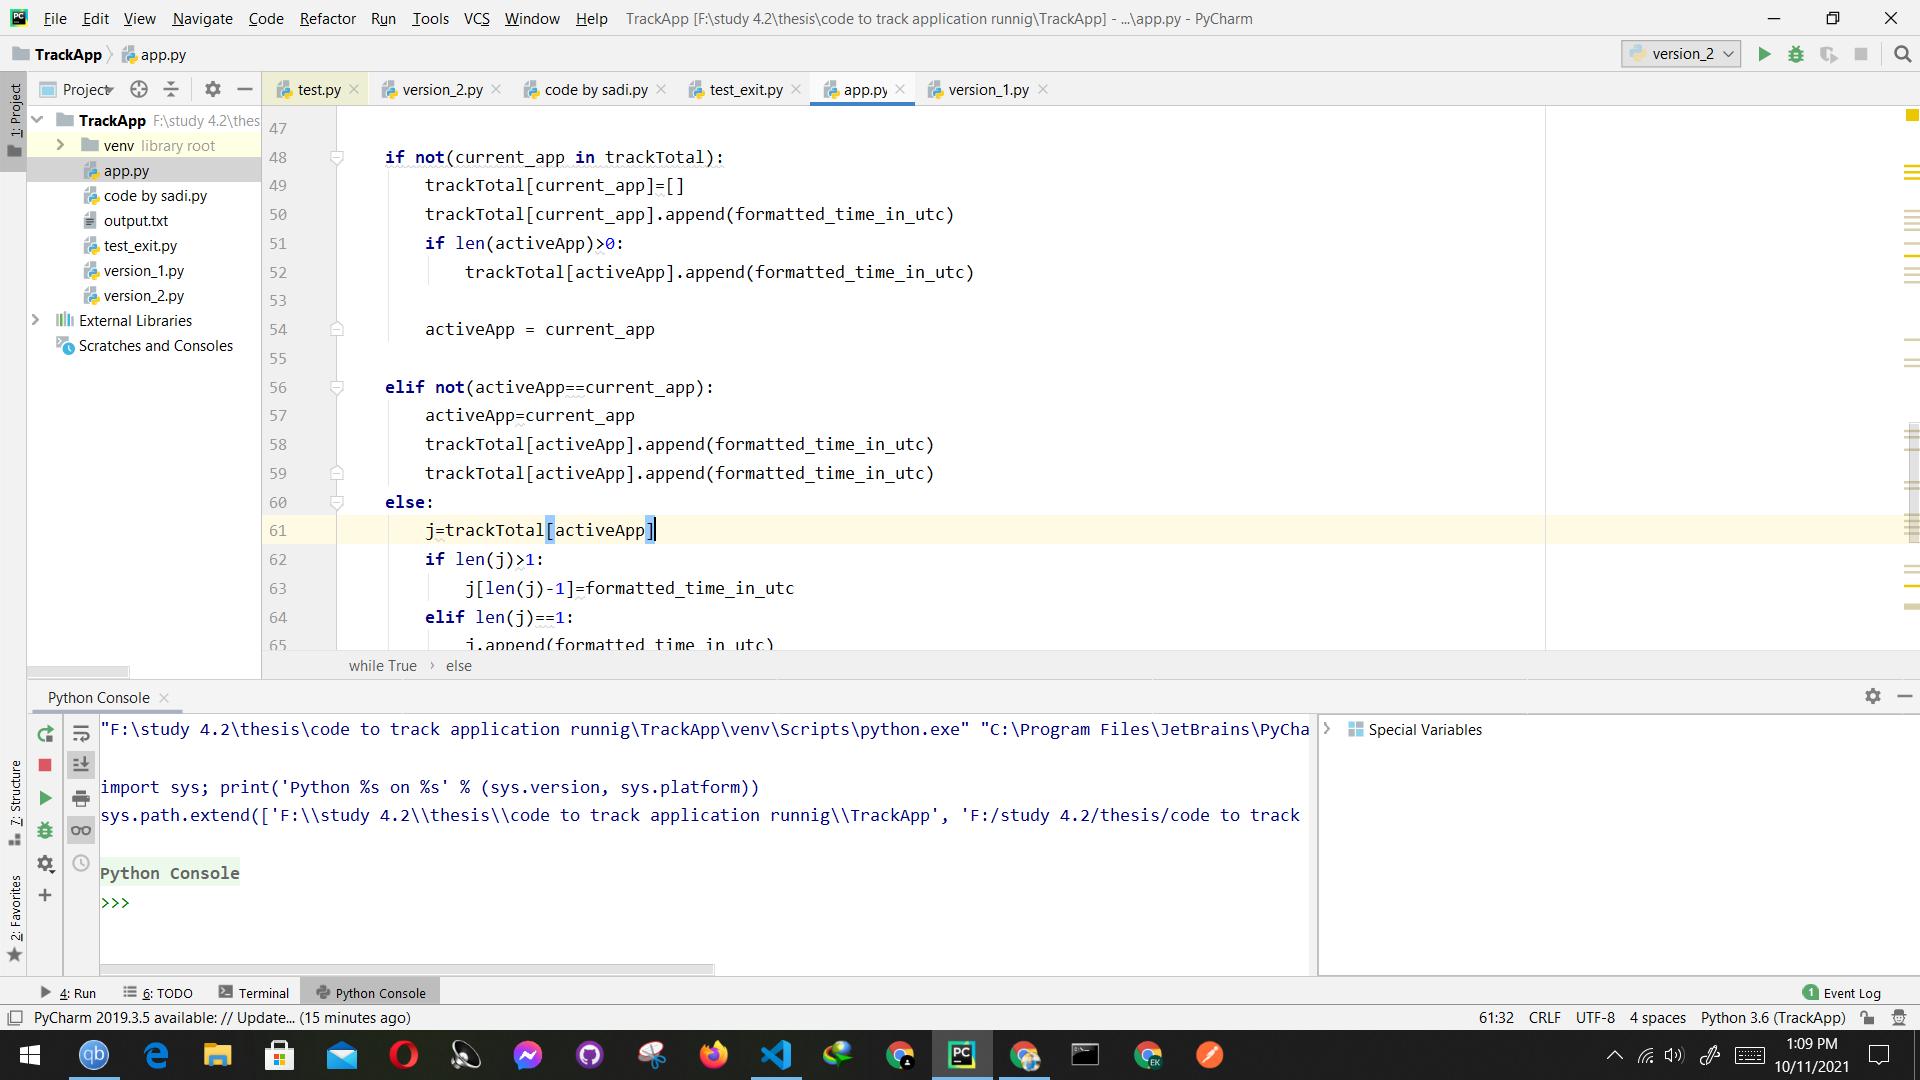 File Edit View Navigate Code Refactor Run Tools VCS Window Help TrackApp [F:\study 4.2\thesis\code to track application runnig\TrackApp] - ...\app.py - PyCharm
TrackApp app.py version_2
1: Project
Project
test.py version_2.py code by sadi.py test_exit.py app.py version_1.py
TrackApp F:\study 4.2\thes
venv library root
app.py
code by sadi.py
output.txt
test_exit.py
version_1.py
version_2.py
External Libraries
Scratches and Consoles
47
48 if not(current_app in trackTotal):
49 trackTotal[current_app]=[]
50 trackTotal[current_app].append(formatted_time_in_utc)
51 if len(activeApp)>0:
52 trackTotal[activeApp].append(formatted_time_in_utc)
53
54 activeApp = current_app
55
56 elif not(activeApp==current_app):
57 activeApp=current_app
58 trackTotal[activeApp].append(formatted_time_in_utc)
59 trackTotal[activeApp].append(formatted_time_in_utc)
60 else:
61 j=trackTotal[activeApp]
62 if len(j)>1:
63 j[len(j)-1]=formatted_time_in_utc
64 elif len(j)==1:
65 j.append(formatted_time_in_utc)
while True › else
Python Console
"F:\study 4.2\thesis\code to track application runnig\TrackApp\venv\Scripts\python.exe" "C:\Program Files\JetBrains\PyCha
import sys; print('Python %s on %s' % (sys.version, sys.platform))
sys.path.extend(['F:\\study 4.2\\thesis\\code to track application runnig\\TrackApp', 'F:/study 4.2/thesis/code to track
Python Console
>>>
Special Variables
7: Structure
2: Favorites
4: Run 6: TODO Terminal Python Console 1 Event Log
PyCharm 2019.3.5 available: // Update... (15 minutes ago) 61:32 CRLF UTF-8 4 spaces Python 3.6 (TrackApp)
qb PC EK
1:09 PM
10/11/2021